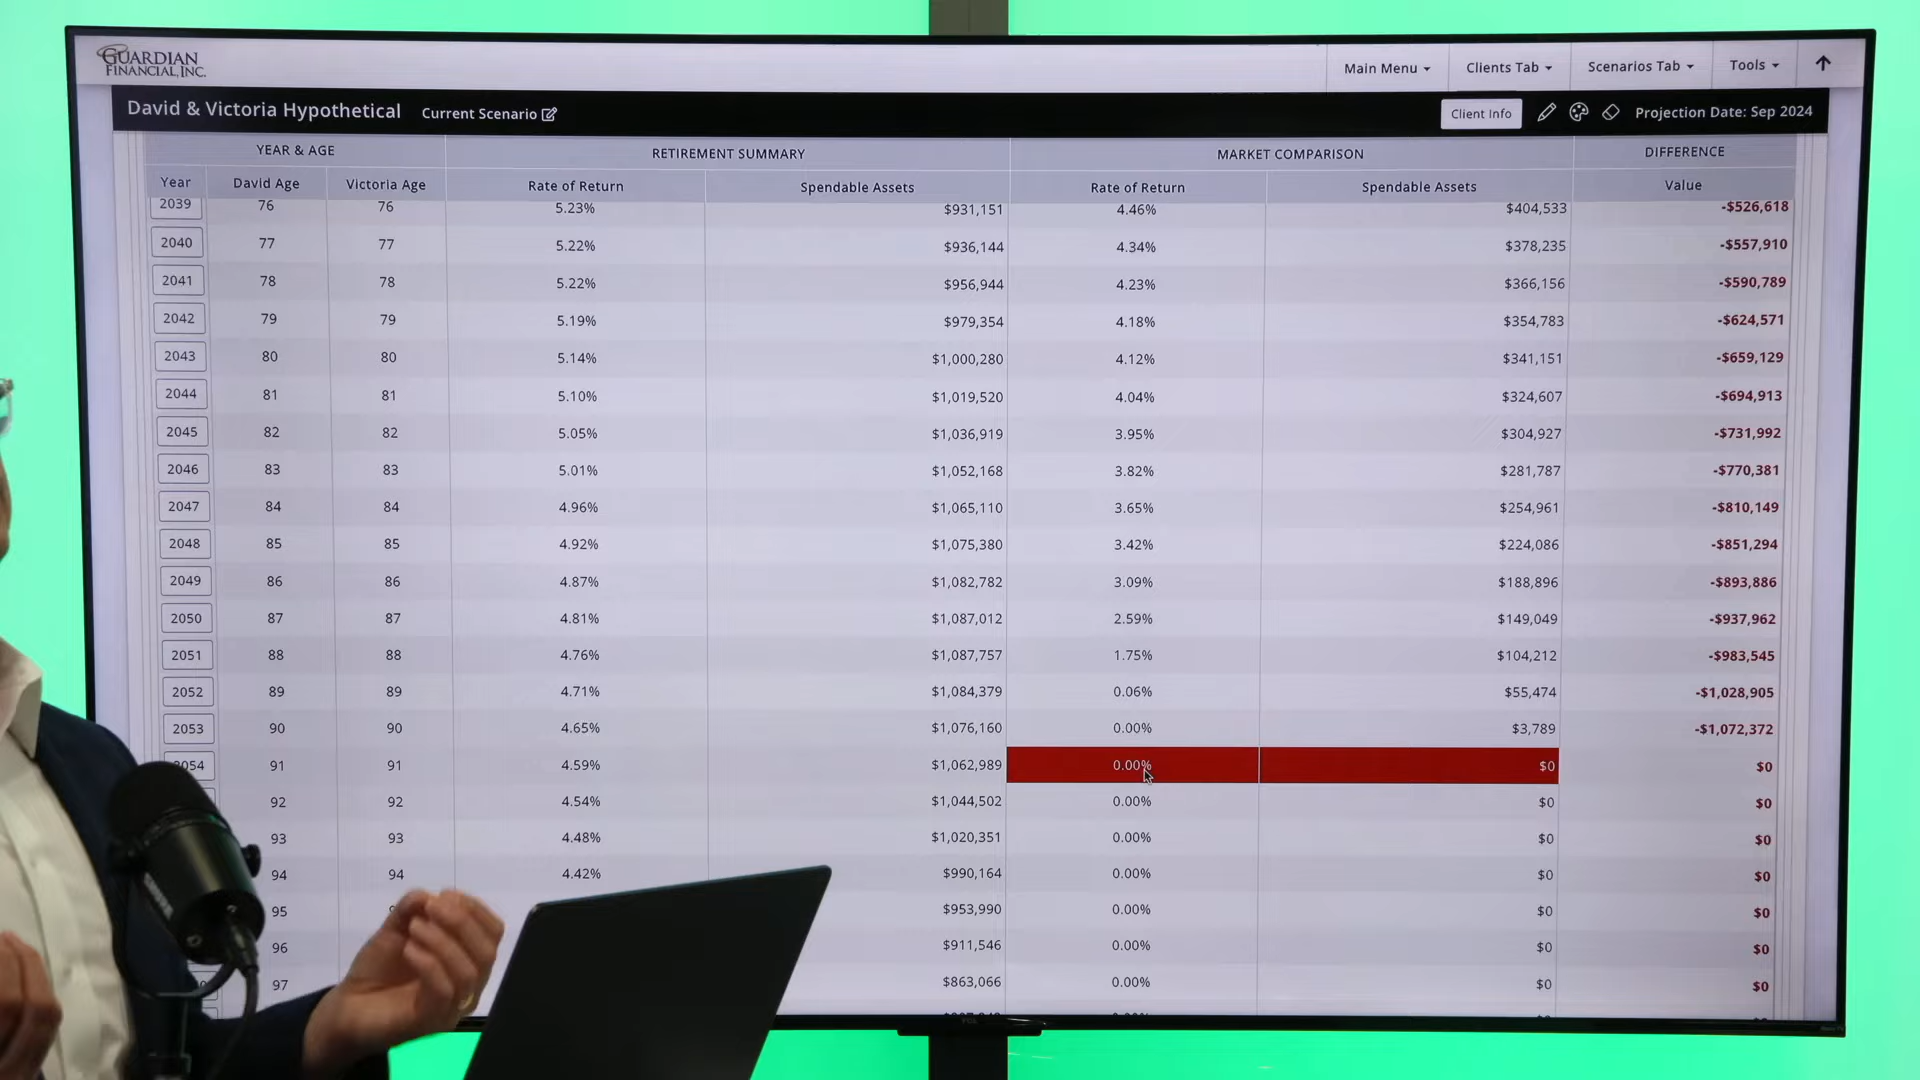 GUARDIAN
FINANCIAL, INC.
Main Menu Clients Tab Scenarios Tab Tools
David & Victoria Hypothetical Current Scenario Client Info Projection Date: Sep 2024
YEAR & AGE RETIREMENT SUMMARY MARKET COMPARISON DIFFERENCE
Year David Age Victoria Age Rate of Return Spendable Assets Rate of Return Spendable Assets Value
2039 76 76 5.23% $931,151 4.46% $404,533 -$526,618
2040 77 77 5.22% $936,144 4.34% $378,235 -$557,910
2041 78 78 5.22% $956,944 4.23% $366,156 -$590,789
2042 79 79 5.19% $979,354 4.18% $354,783 -$624,571
2043 80 80 5.14% $1,000,280 4.12% $341,151 -$659,129
2044 81 81 5.10% $1,019,520 4.04% $324,607 -$694,913
2045 82 82 5.05% $1,036,919 3.95% $304,927 -$731,992
2046 83 83 5.01% $1,052,168 3.82% $281,787 -$770,381
2047 84 84 4.96% $1,065,110 3.65% $254,961 -$810,149
2048 85 85 4.92% $1,075,380 3.42% $224,086 -$851,294
2049 86 86 4.87% $1,082,782 3.09% $188,896 -$893,886
2050 87 87 4.81% $1,087,012 2.59% $149,049 -$937,962
2051 88 88 4.76% $1,087,757 1.75% $104,212 -$983,545
2052 89 89 4.71% $1,084,379 0.06% $55,474 -$1,028,905
2053 90 90 4.65% $1,076,160 0.00% $3,789 -$1,072,372
2054 91 91 4.59% $1,062,989 0.00% $0 $0
92 92 4.54% $1,044,502 0.00% $0 $0
93 93 4.48% $1,020,351 0.00% $0 $0
94 94 4.42% $990,164 0.00% $0 $0
95 $953,990 0.00% $0 $0
96 $911,546 0.00% $0 $0
97 $863,066 0.00% $0 $0
TCL